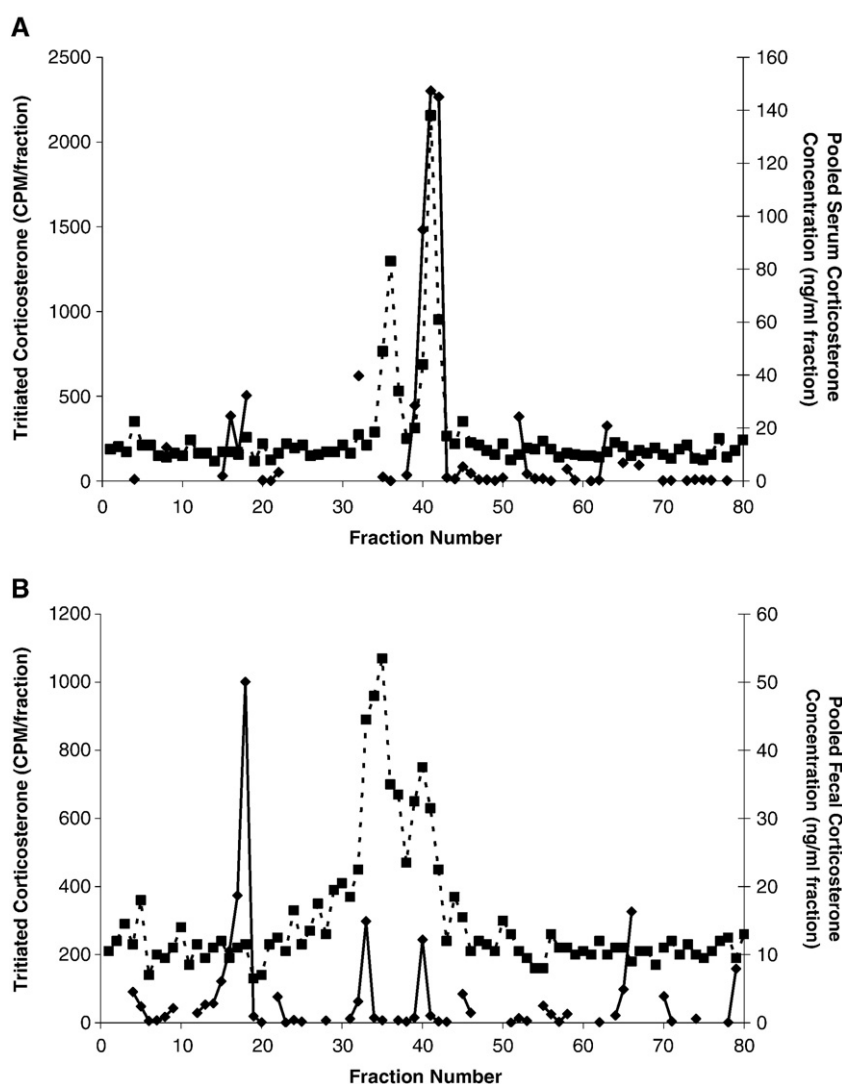 A
2500
2000
1500
1000
500
0
160
140
120
100
80
60
40
20
0
0 10 20 30 40 50 60 70 80
Tritiated Corticosterone (CPM/fraction)
Pooled Serum Corticosterone
Concentration (ng/ml fraction)
Fraction Number
B
1200
1000
800
600
400
200
0
60
50
40
30
20
10
0
0 10 20 30 40 50 60 70 80
Tritiated Corticosterone (CPM/fraction)
Pooled Fecal Corticosterone
Concentration (ng/ml fraction)
Fraction Number